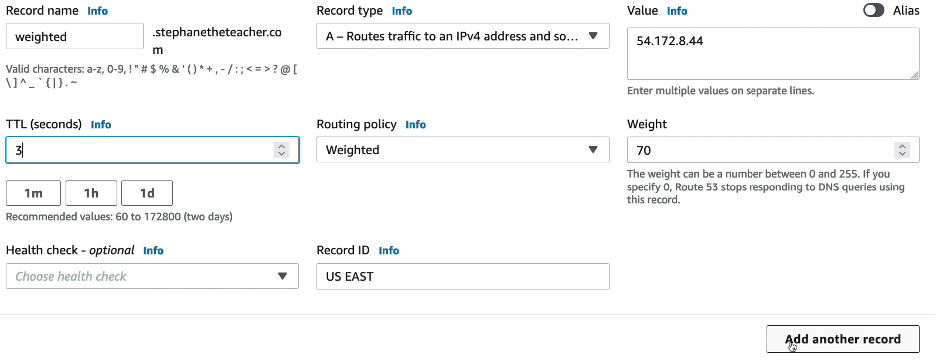 Record name Info
Record type Info
Value Info
Alias
weighted
.stephanetheteacher.co
m
A – Routes traffic to an IPv4 address and so...
54.172.8.44
Valid characters: a-z, 0-9, ! " # $ % & ' ( ) * + , - / : ; < = > ? @ [
\ ] ^ _ ` { | } . ~
Enter multiple values on separate lines.
TTL (seconds) Info
Routing policy Info
Weight
3
Weighted
70
1m
1h
1d
The weight can be a number between 0 and 255. If you
specify 0, Route 53 stops responding to DNS queries using
this record.
Recommended values: 60 to 172800 (two days)
Health check - optional Info
Record ID Info
Choose health check
US EAST
Add another record